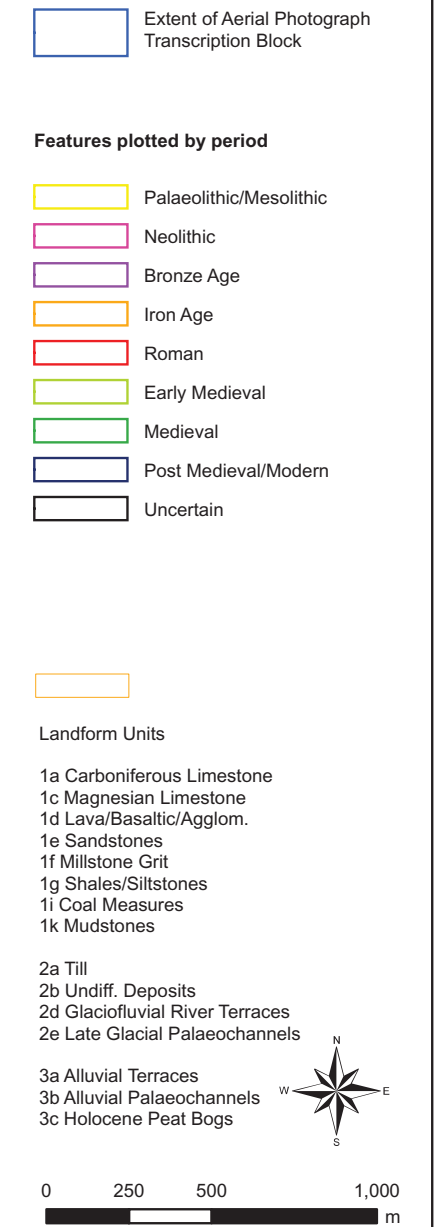 Extent of Aerial Photograph
Transcription Block
Features plotted by period
Palaeolithic/Mesolithic
Neolithic
Bronze Age
Iron Age
Roman
Early Medieval
Medieval
Post Medieval/Modern
Uncertain
Landform Units
1a Carboniferous Limestone
1c Magnesian Limestone
1d Lava/Basaltic/Agglom.
1e Sandstones
1f Millstone Grit
1g Shales/Siltstones
1i Coal Measures
1k Mudstones
2a Till
2b Undiff. Deposits
2d Glaciofluvial River Terraces
2e Late Glacial Palaeochannels
3a Alluvial Terraces
3b Alluvial Palaeochannels
3c Holocene Peat Bogs
N
W E
S
0 250 500 1,000
m